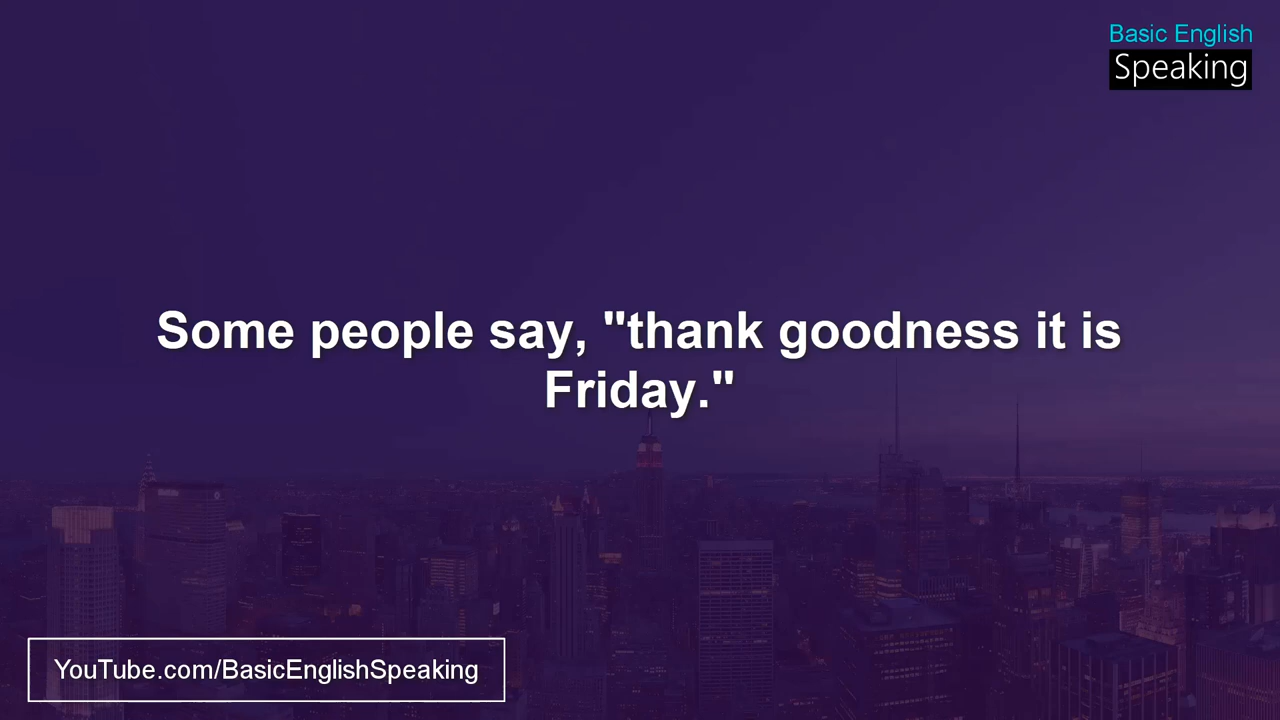 Basic English
Speaking
Some people say, "thank goodness it is
Friday."
YouTube.com/BasicEnglishSpeaking